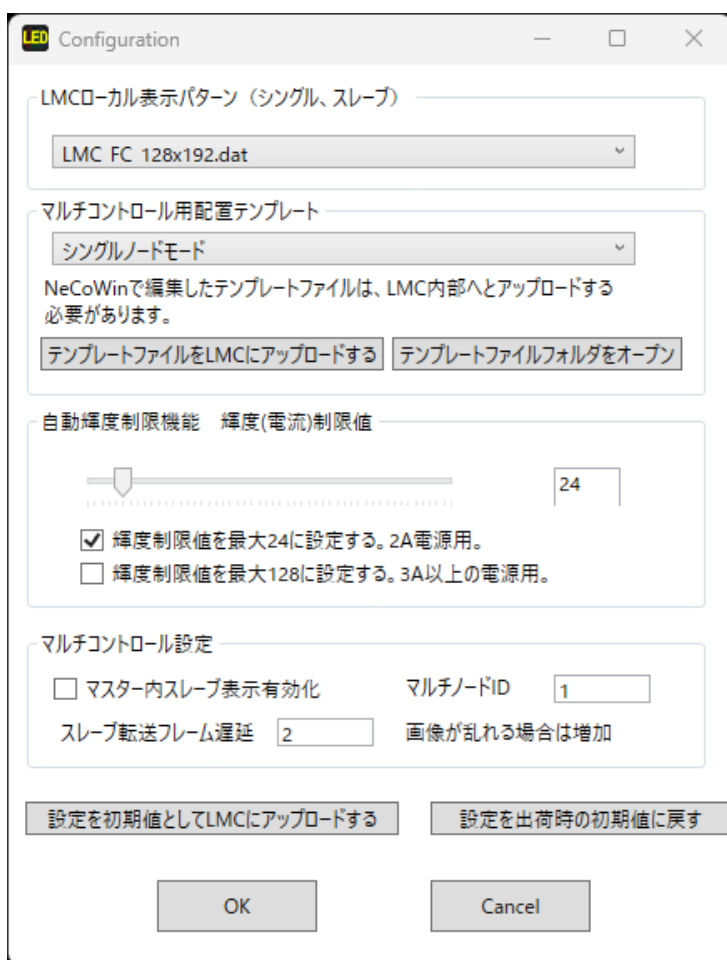 LED Configuration
LMCローカル表示パターン（シングル、スレーブ）
LMC FC 128x192.dat
マルチコントロール用配置テンプレート
シングルノードモード
NeCoWinで編集したテンプレートファイルは、LMC内部へとアップロードする
必要があります。
テンプレートファイルをLMCにアップロードする テンプレートファイルフォルダをオープン
自動輝度制限機能　輝度(電流)制限値
24
輝度制限値を最大24に設定する。2A電源用。
輝度制限値を最大128に設定する。3A以上の電源用。
マルチコントロール設定
マスター内スレーブ表示有効化 マルチノードID 1
スレーブ転送フレーム遅延 2 画像が乱れる場合は増加
設定を初期値としてLMCにアップロードする 設定を出荷時の初期値に戻す
OK Cancel